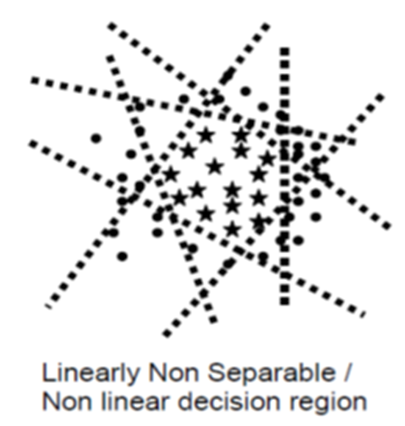 Linearly Non Separable /
Non linear decision region